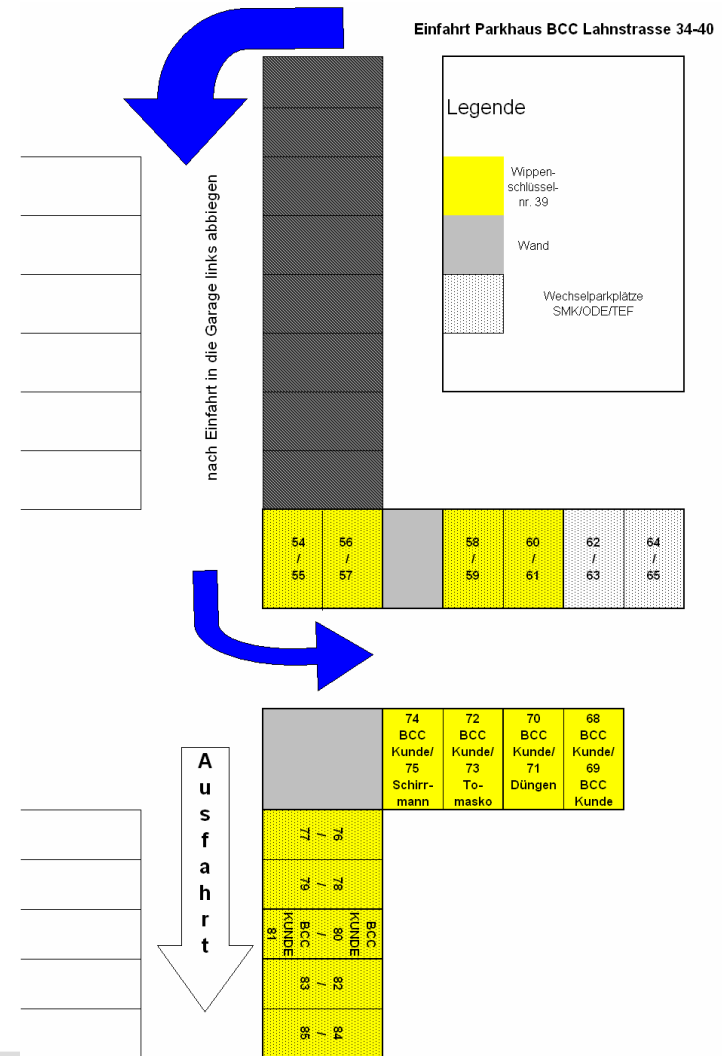 Einfahrt Parkhaus BCC Lahnstrasse 34-40
Legende
Wippen-
schlüssel-
nr. 39
Wand
Wechselparkplätze
SMK/ODE/TEF
nach Einfahrt in die Garage links abbiegen
54
/
55
56
/
57
58
/
59
60
/
61
62
/
63
64
/
65
74
BCC
Kunde/
75
Schirr-
mann
72
BCC
Kunde/
73
To-
masko
70
BCC
Kunde/
71
Düngen
68
BCC
Kunde/
69
BCC
Kunde
Ausfahrt
76
/
77
78
/
79
BCC
KUNDE
80
/
BCC
KUNDE
81
82
/
83
84
/
85